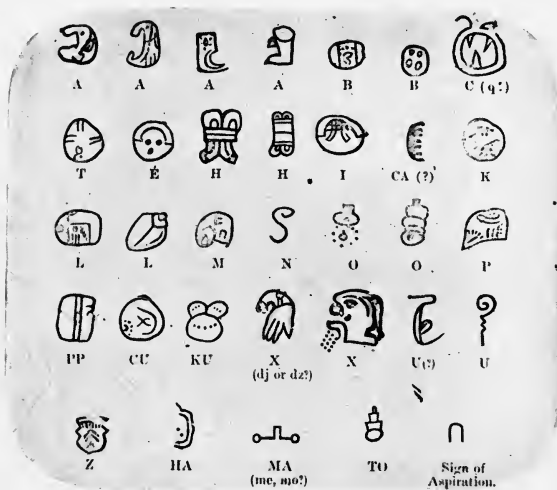 A A A A B B C (q?)
T É H H I CA (?) K
L L M N O O P
PP CU KU X X U(?) U
(dj or dz?)
Z HA MA TO Sign of
(me, mo?) Aspiration.